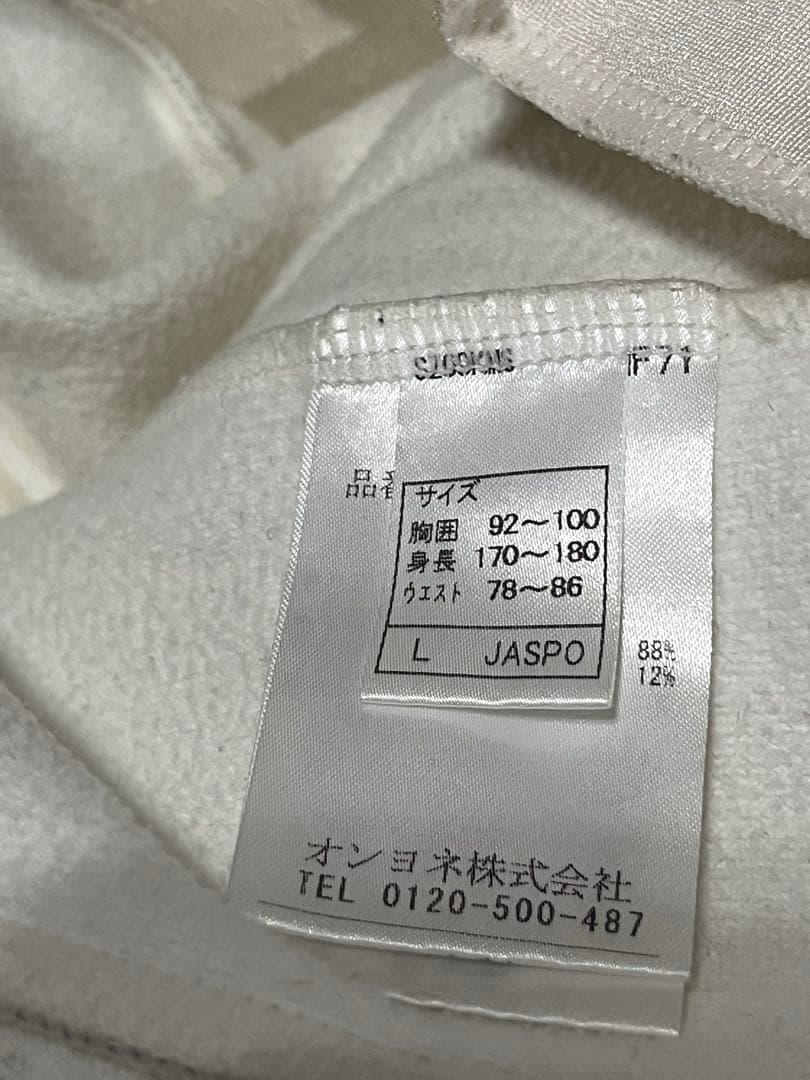 F71
品番
サイズ
胸囲 92〜100
身長 170〜180
ウエスト 78〜86
L JASPO
88%
12%
オンヨネ株式会社
TEL 0120-500-487